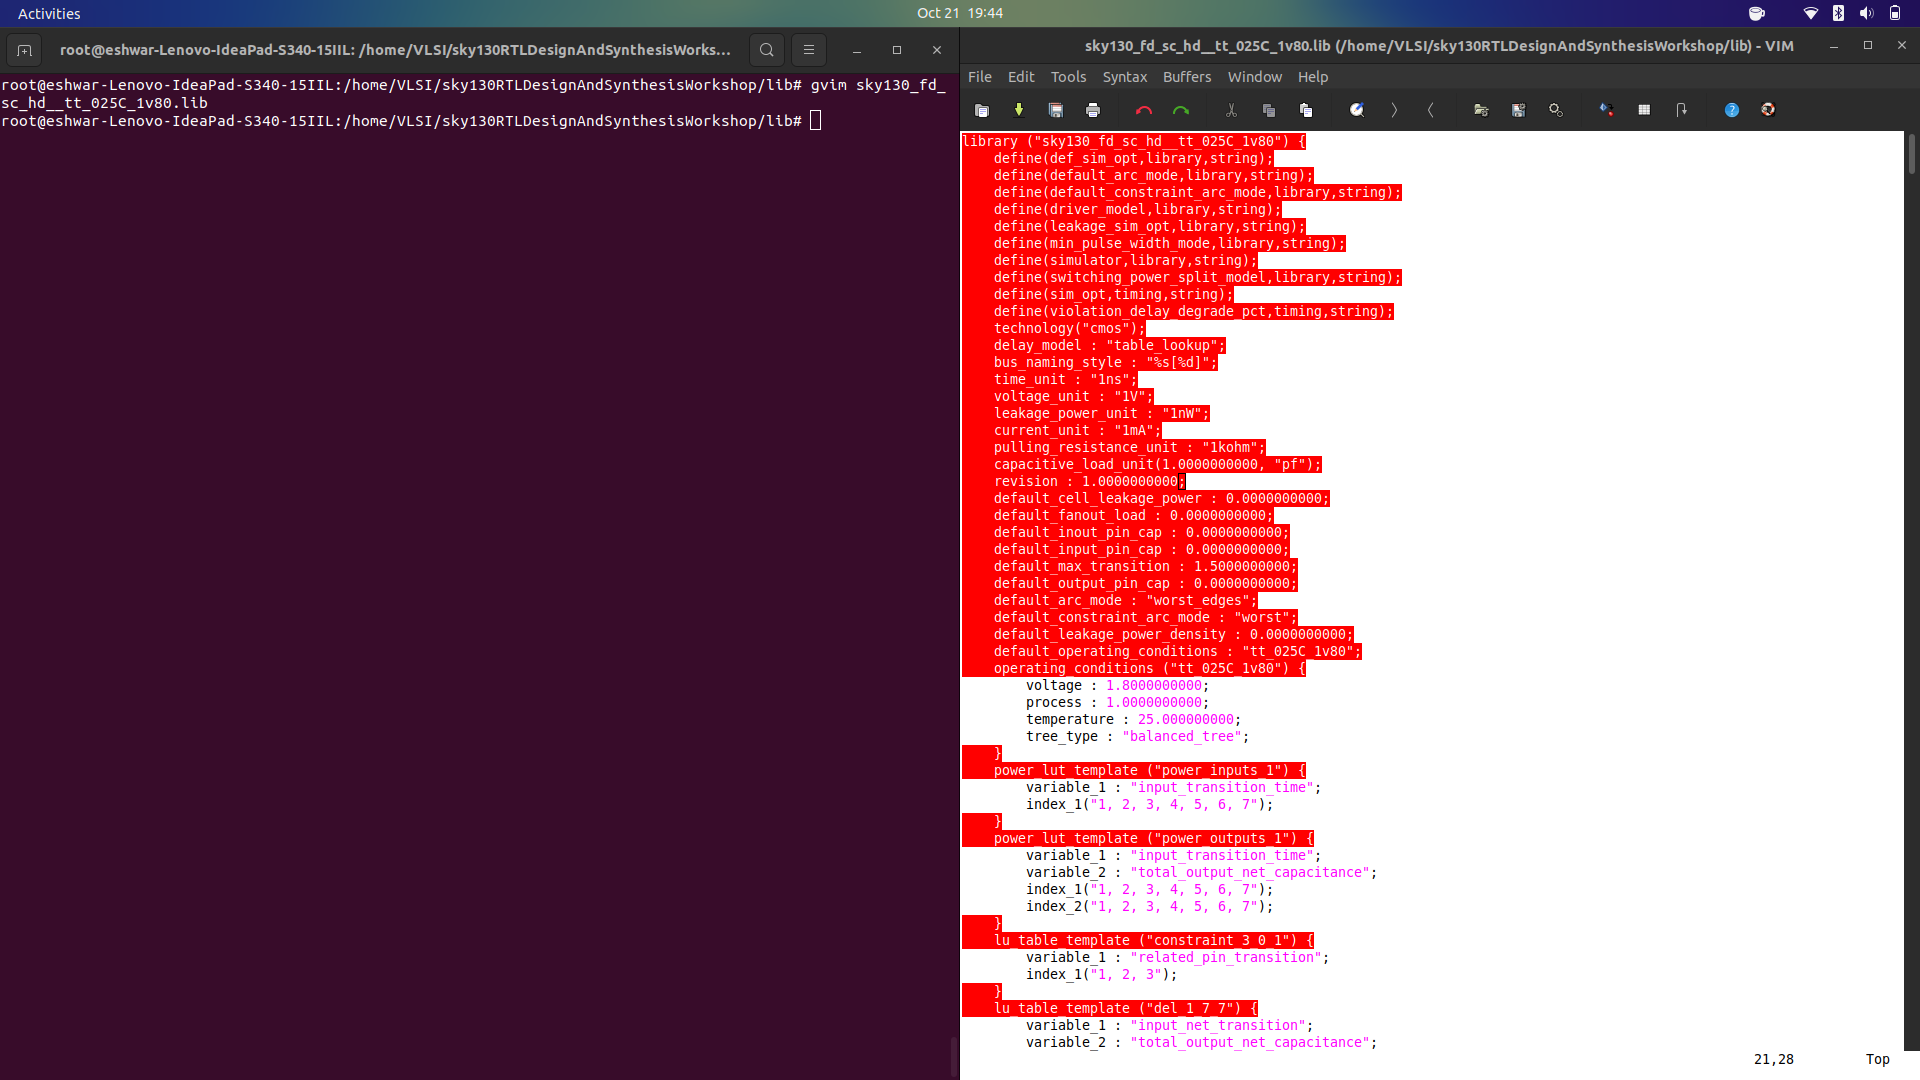 Activities
Oct 21 19:44
root@eshwar-Lenovo-IdeaPad-S340-15IIL: /home/VLSI/sky130RTLDesignAndSynthesisWorks...
root@eshwar-Lenovo-IdeaPad-S340-15IIL:/home/VLSI/sky130RTLDesignAndSynthesisWorkshop/lib# gvim sky130_fd_
sc_hd__tt_025C_1v80.lib
root@eshwar-Lenovo-IdeaPad-S340-15IIL:/home/VLSI/sky130RTLDesignAndSynthesisWorkshop/lib#
sky130_fd_sc_hd__tt_025C_1v80.lib (/home/VLSI/sky130RTLDesignAndSynthesisWorkshop/lib) - VIM
File Edit Tools Syntax Buffers Window Help
library ("sky130_fd_sc_hd__tt_025C_1v80") {
    define(def_sim_opt,library,string);
    define(default_arc_mode,library,string);
    define(default_constraint_arc_mode,library,string);
    define(driver_model,library,string);
    define(leakage_sim_opt,library,string);
    define(min_pulse_width_mode,library,string);
    define(simulator,library,string);
    define(switching_power_split_model,library,string);
    define(sim_opt,timing,string);
    define(violation_delay_degrade_pct,timing,string);
    technology("cmos");
    delay_model : "table_lookup";
    bus_naming_style : "%s[%d]";
    time_unit : "1ns";
    voltage_unit : "1V";
    leakage_power_unit : "1nW";
    current_unit : "1mA";
    pulling_resistance_unit : "1kohm";
    capacitive_load_unit(1.0000000000, "pf");
    revision : 1.0000000000;
    default_cell_leakage_power : 0.0000000000;
    default_fanout_load : 0.0000000000;
    default_inout_pin_cap : 0.0000000000;
    default_input_pin_cap : 0.0000000000;
    default_max_transition : 1.5000000000;
    default_output_pin_cap : 0.0000000000;
    default_arc_mode : "worst_edges";
    default_constraint_arc_mode : "worst";
    default_leakage_power_density : 0.0000000000;
    default_operating_conditions : "tt_025C_1v80";
    operating_conditions ("tt_025C_1v80") {
        voltage : 1.8000000000;
        process : 1.0000000000;
        temperature : 25.000000000;
        tree_type : "balanced_tree";
    }
    power_lut_template ("power_inputs_1") {
        variable_1 : "input_transition_time";
        index_1("1, 2, 3, 4, 5, 6, 7");
    }
    power_lut_template ("power_outputs_1") {
        variable_1 : "input_transition_time";
        variable_2 : "total_output_net_capacitance";
        index_1("1, 2, 3, 4, 5, 6, 7");
        index_2("1, 2, 3, 4, 5, 6, 7");
    }
    lu_table_template ("constraint_3_0_1") {
        variable_1 : "related_pin_transition";
        index_1("1, 2, 3");
    }
    lu_table_template ("del_1_7_7") {
        variable_1 : "input_net_transition";
        variable_2 : "total_output_net_capacitance";
21,28 Top